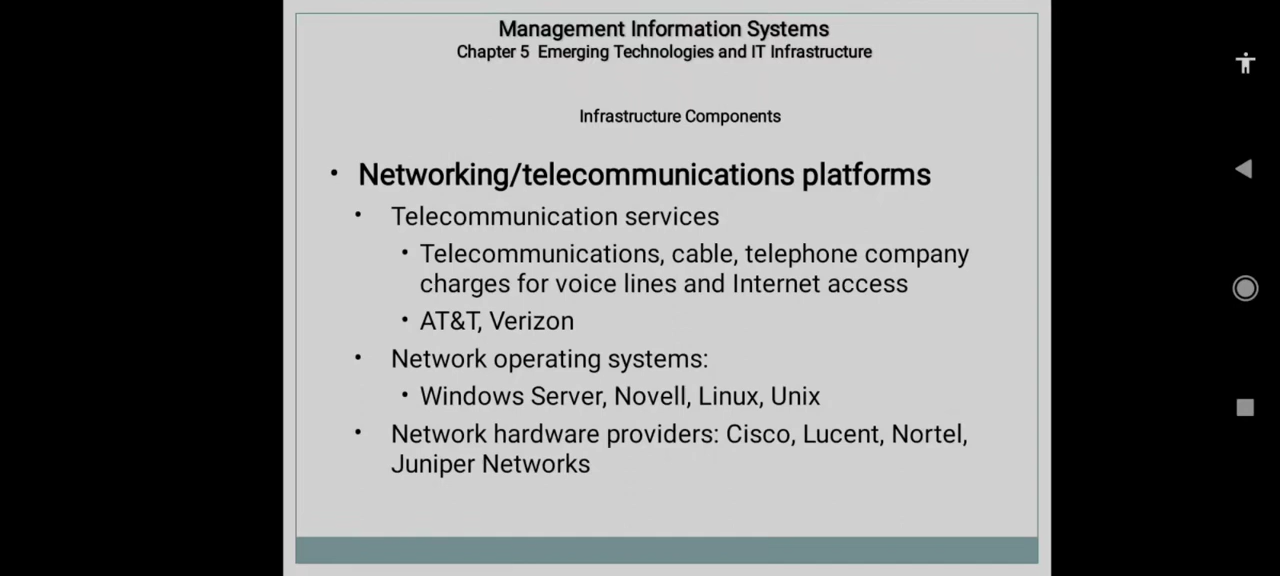 Management Information Systems
Chapter 5 Emerging Technologies and IT Infrastructure
Infrastructure Components
• Networking/telecommunications platforms
• Telecommunication services
• Telecommunications, cable, telephone company
charges for voice lines and Internet access
• AT&T, Verizon
• Network operating systems:
• Windows Server, Novell, Linux, Unix
• Network hardware providers: Cisco, Lucent, Nortel,
Juniper Networks